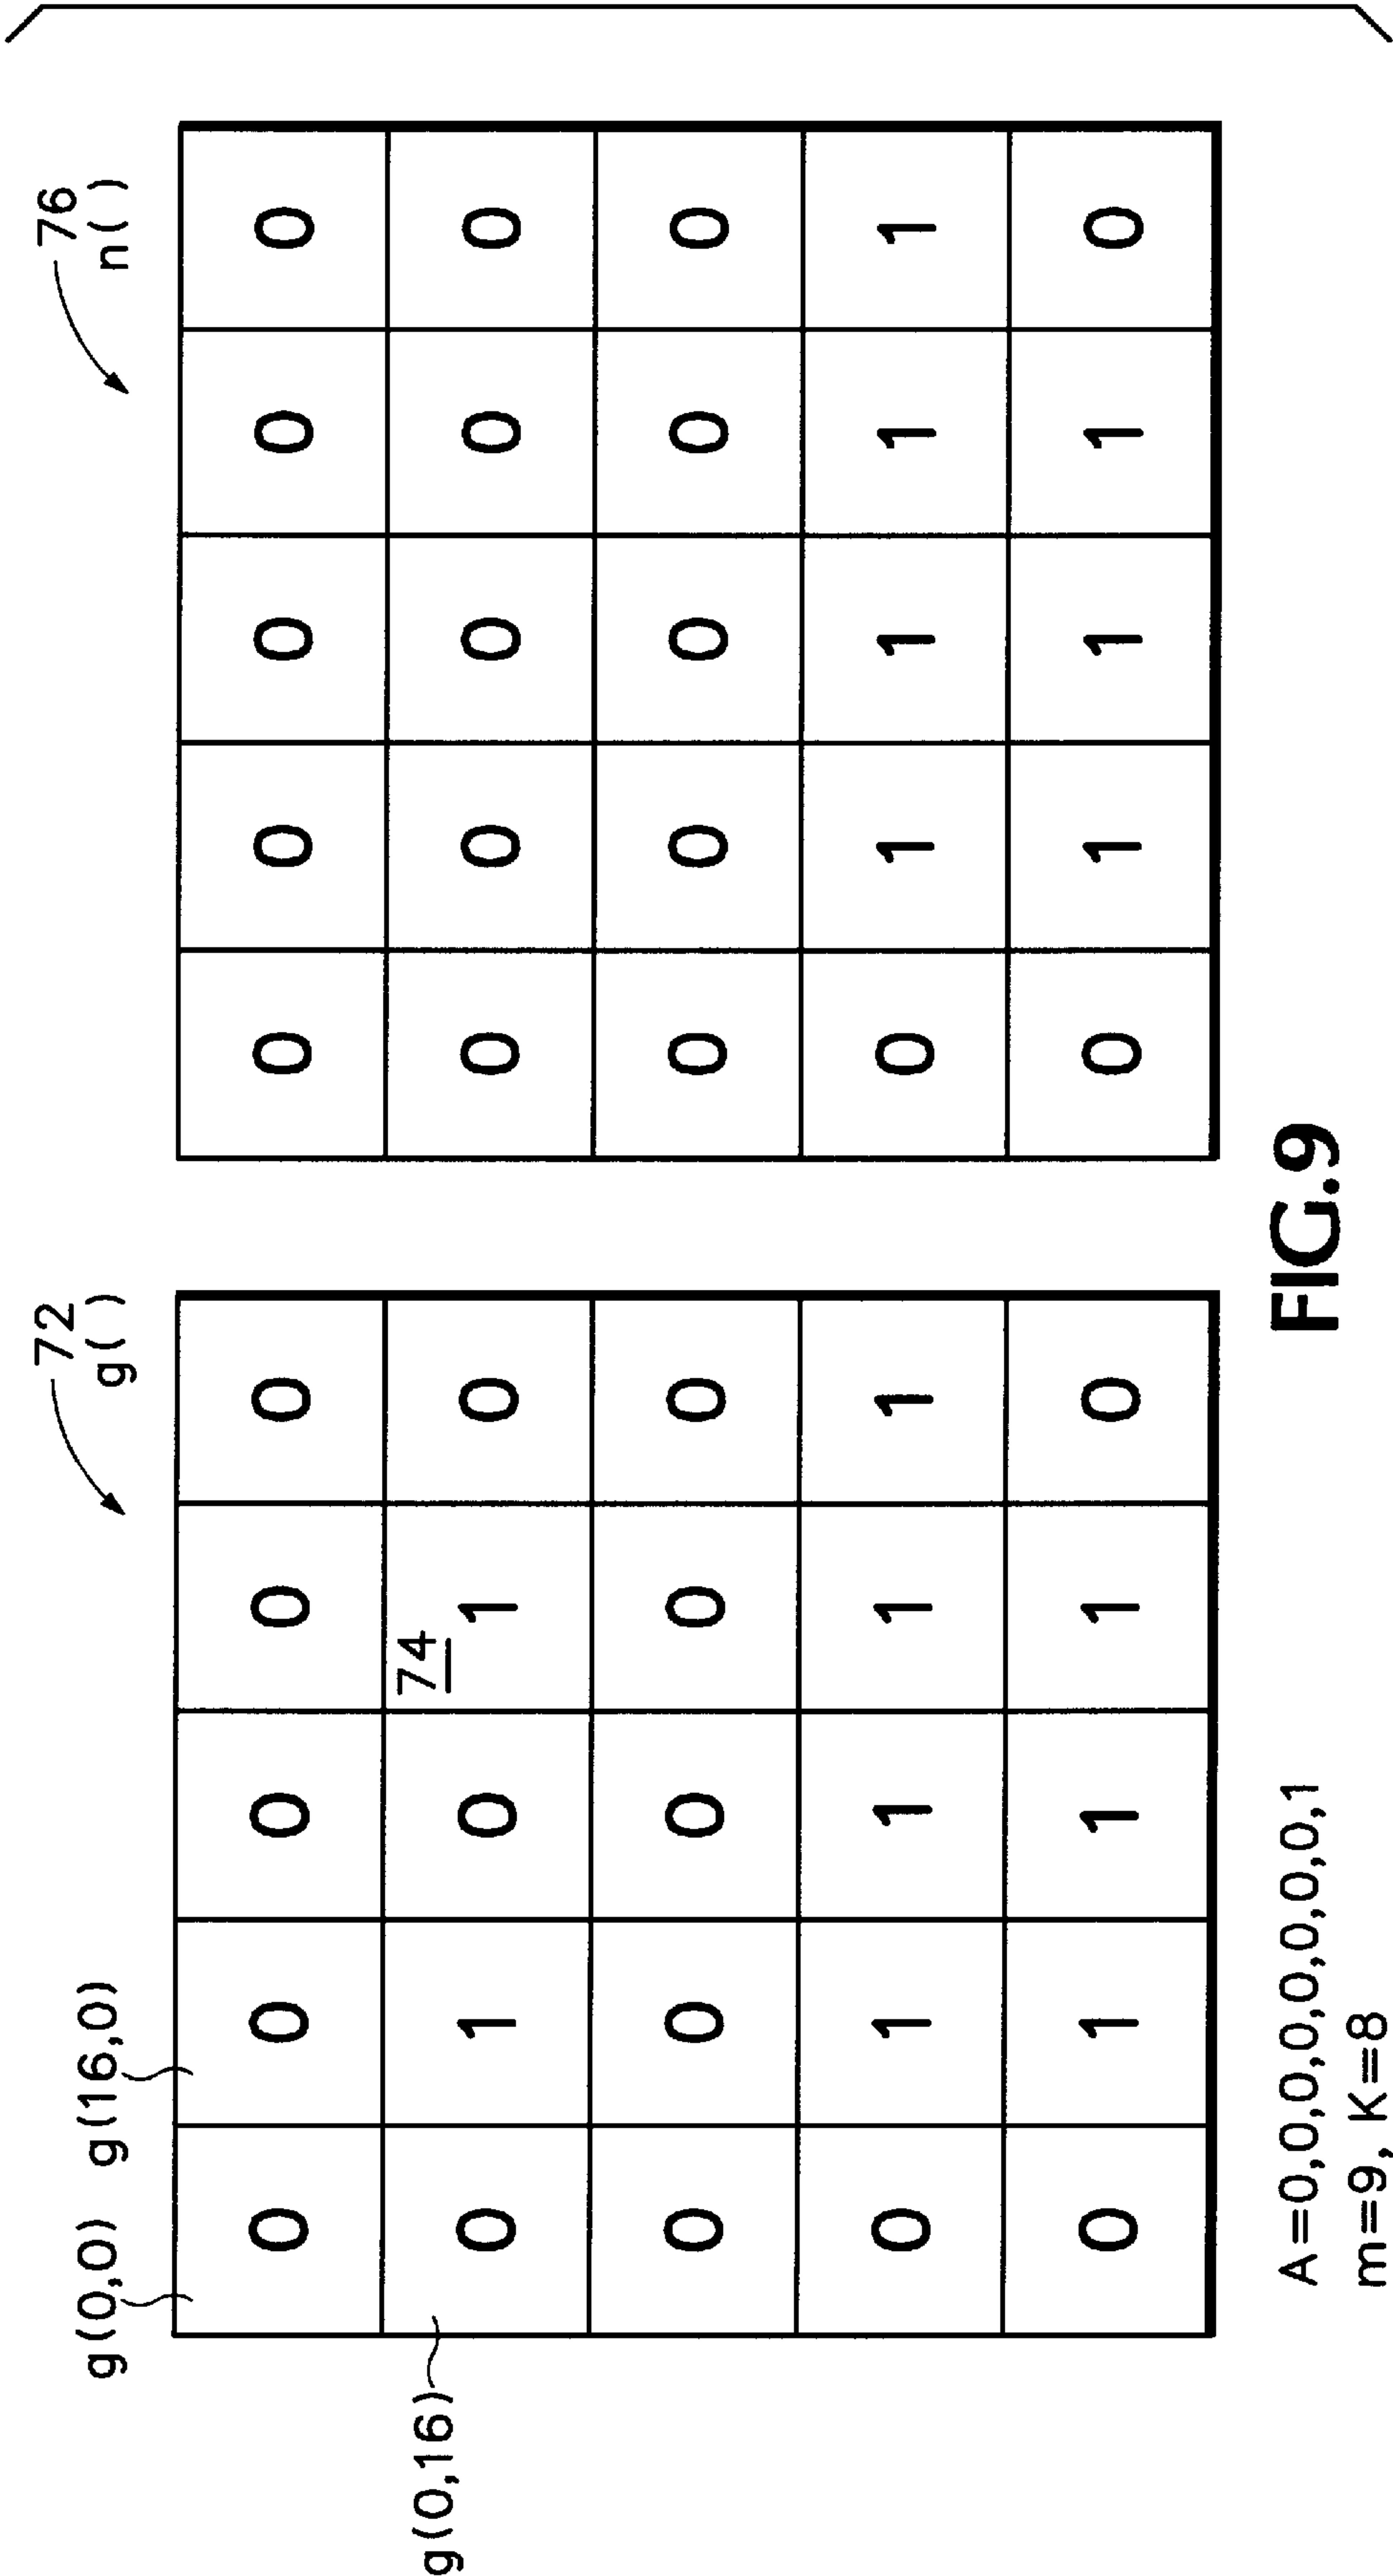 72
g( )
g(0,0) g(16,0)
g(0,16)
0 0 0 0 0
74
0 1 0 1 0
0 0 0 0 0
0 1 1 1 1
0 1 1 1 0
A=0,0,0,0,0,0,0,0,1
m=9, K=8
76
n( )
0 0 0 0 0
0 0 0 0 0
0 0 0 0 0
0 1 1 1 1
0 1 1 1 0
FIG.9